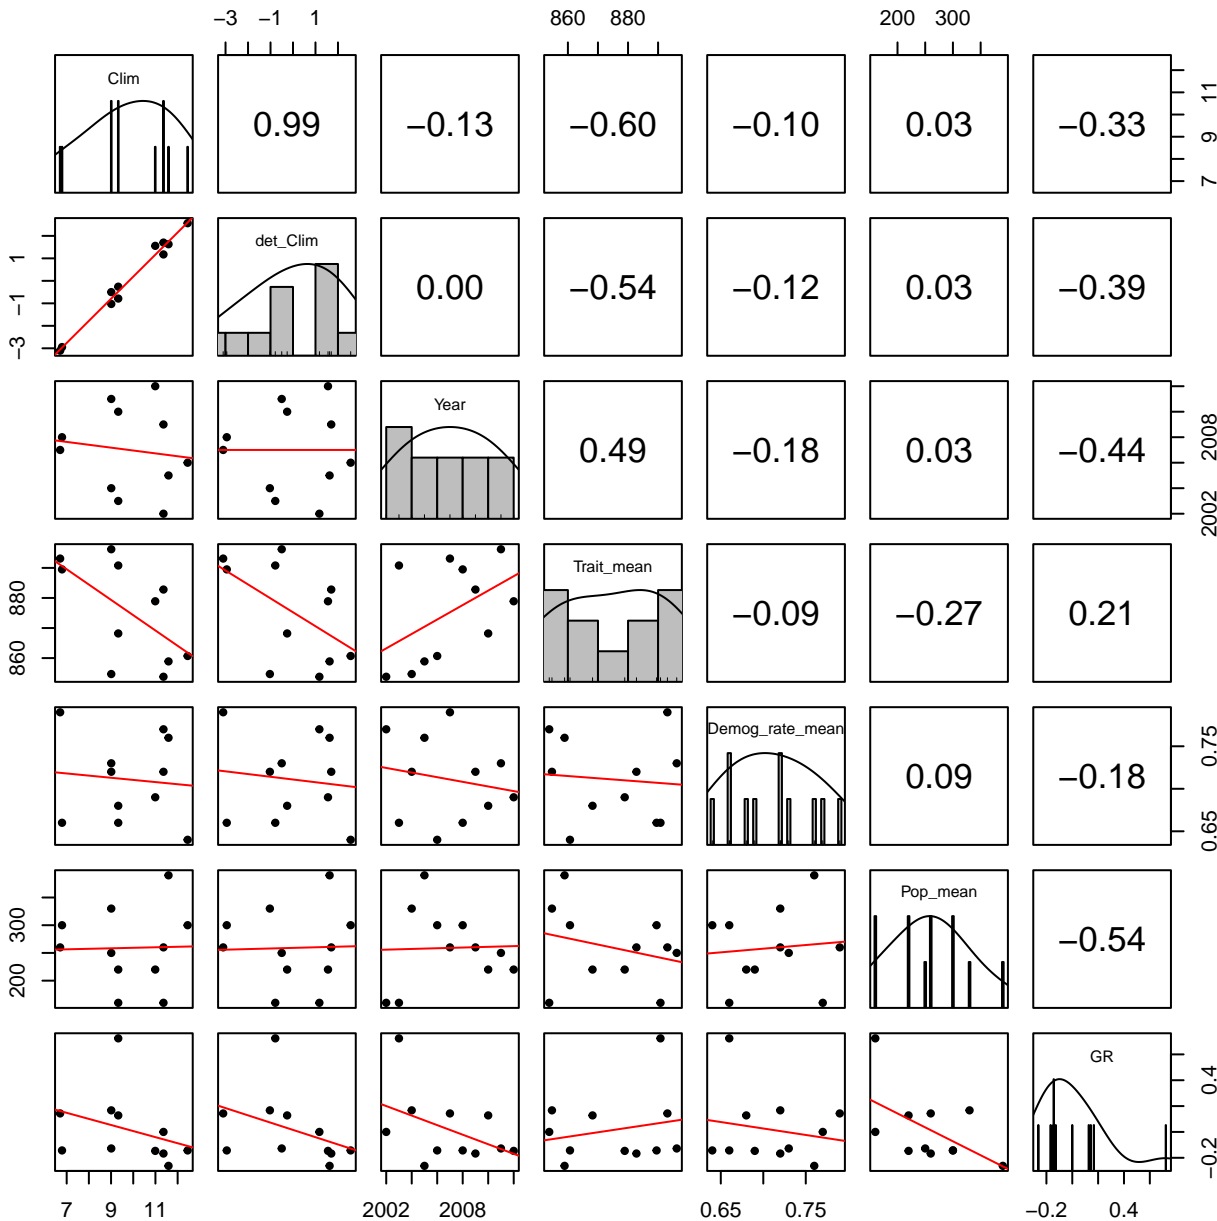 −3 −1 1 860 880 200 300
Clim 0.99 −0.13 −0.60 −0.10 0.03 −0.33 7 9 11
−3 −1 1 det_Clim 0.00 −0.54 −0.12 0.03 −0.39
Year 0.49 −0.18 0.03 −0.44 2002 2008
860 880 Trait_mean −0.09 −0.27 0.21
Demog_rate_mean 0.09 −0.18 0.65 0.75
200 300 Pop_mean −0.54
GR −0.2 0.4
7 9 11 2002 2008 0.65 0.75 −0.2 0.4